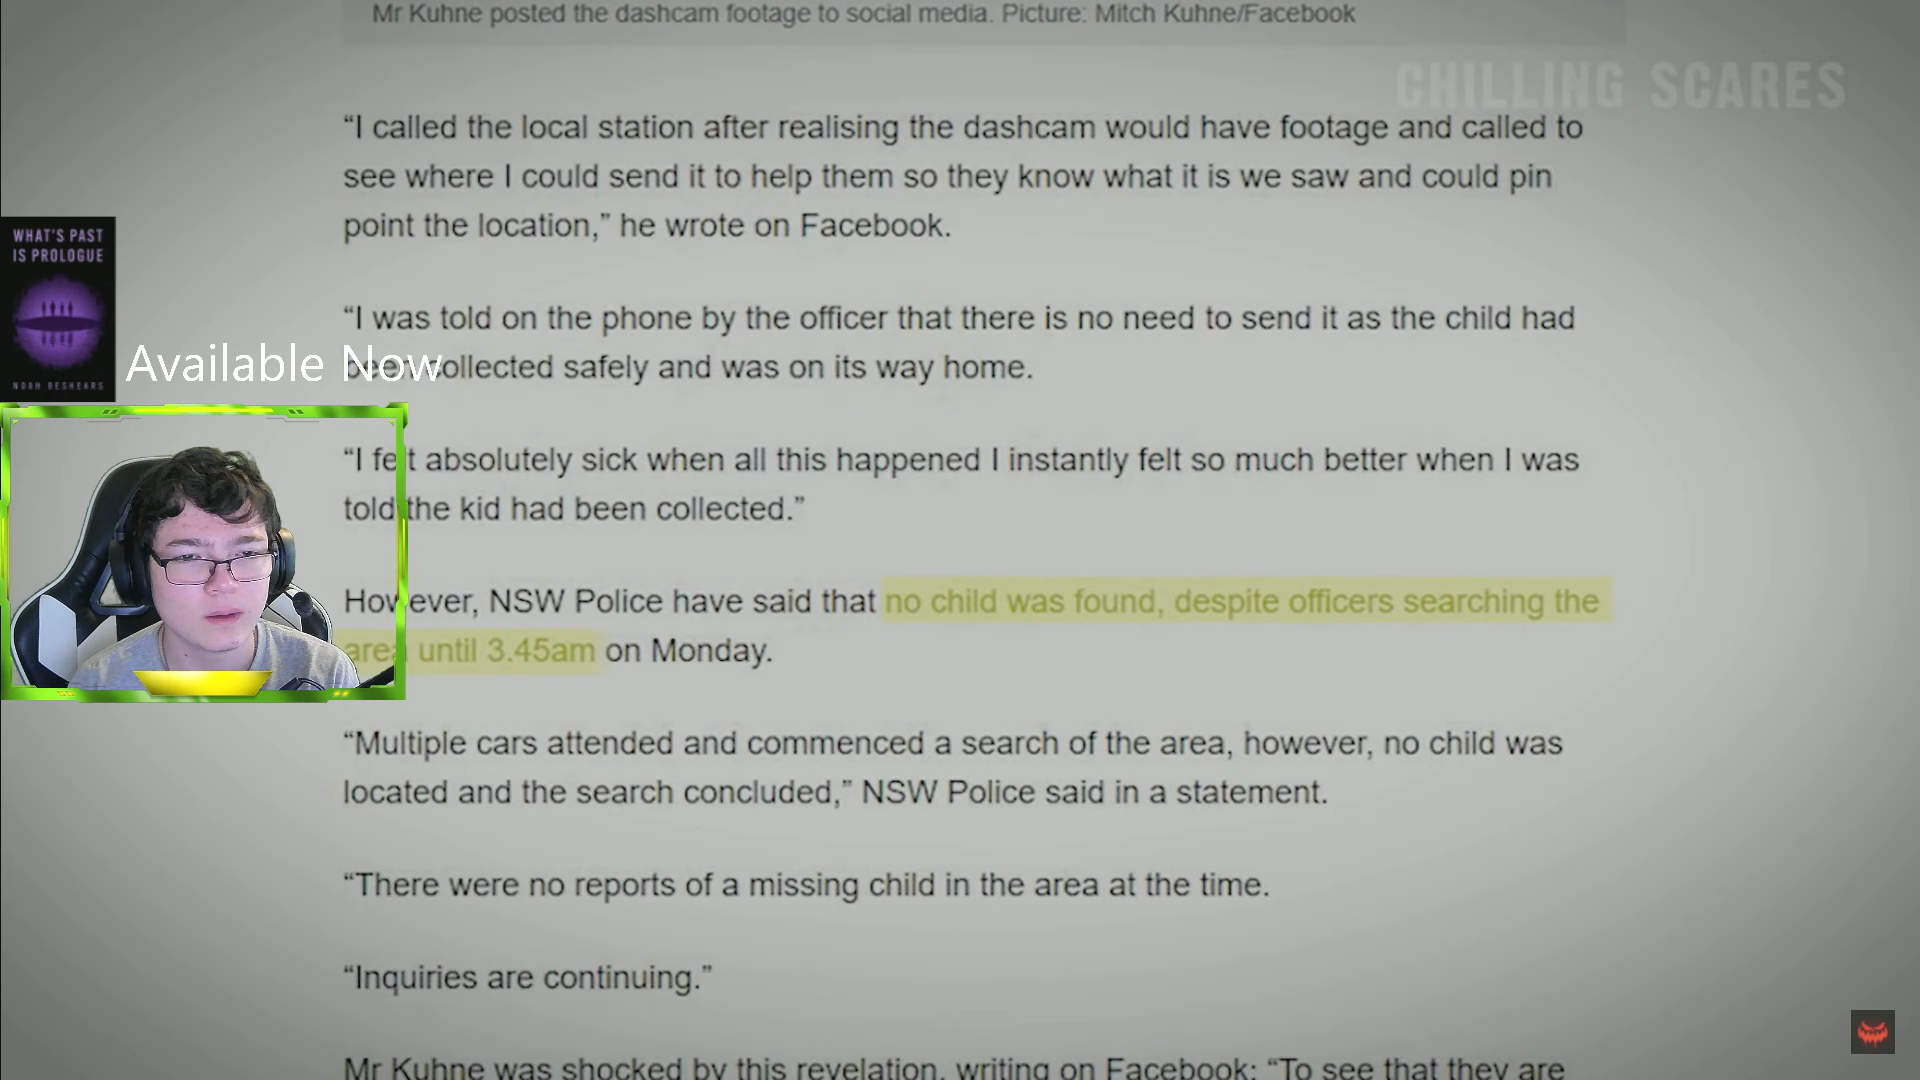 Mr Kuhne posted the dashcam footage to social media. Picture: Mitch Kuhne/Facebook
CHILLING SCARES
“I called the local station after realising the dashcam would have footage and called to
see where I could send it to help them so they know what it is we saw and could pin
point the location,” he wrote on Facebook.
WHAT'S PAST
IS PROLOGUE
NOAH BESHEARS
Available Now
“I was told on the phone by the officer that there is no need to send it as the child had
been collected safely and was on its way home.
“I felt absolutely sick when all this happened I instantly felt so much better when I was
told the kid had been collected.”
However, NSW Police have said that no child was found, despite officers searching the
area until 3.45am on Monday.
“Multiple cars attended and commenced a search of the area, however, no child was
located and the search concluded,” NSW Police said in a statement.
“There were no reports of a missing child in the area at the time.
“Inquiries are continuing.”
Mr Kuhne was shocked by this revelation, writing on Facebook: “To see that they are